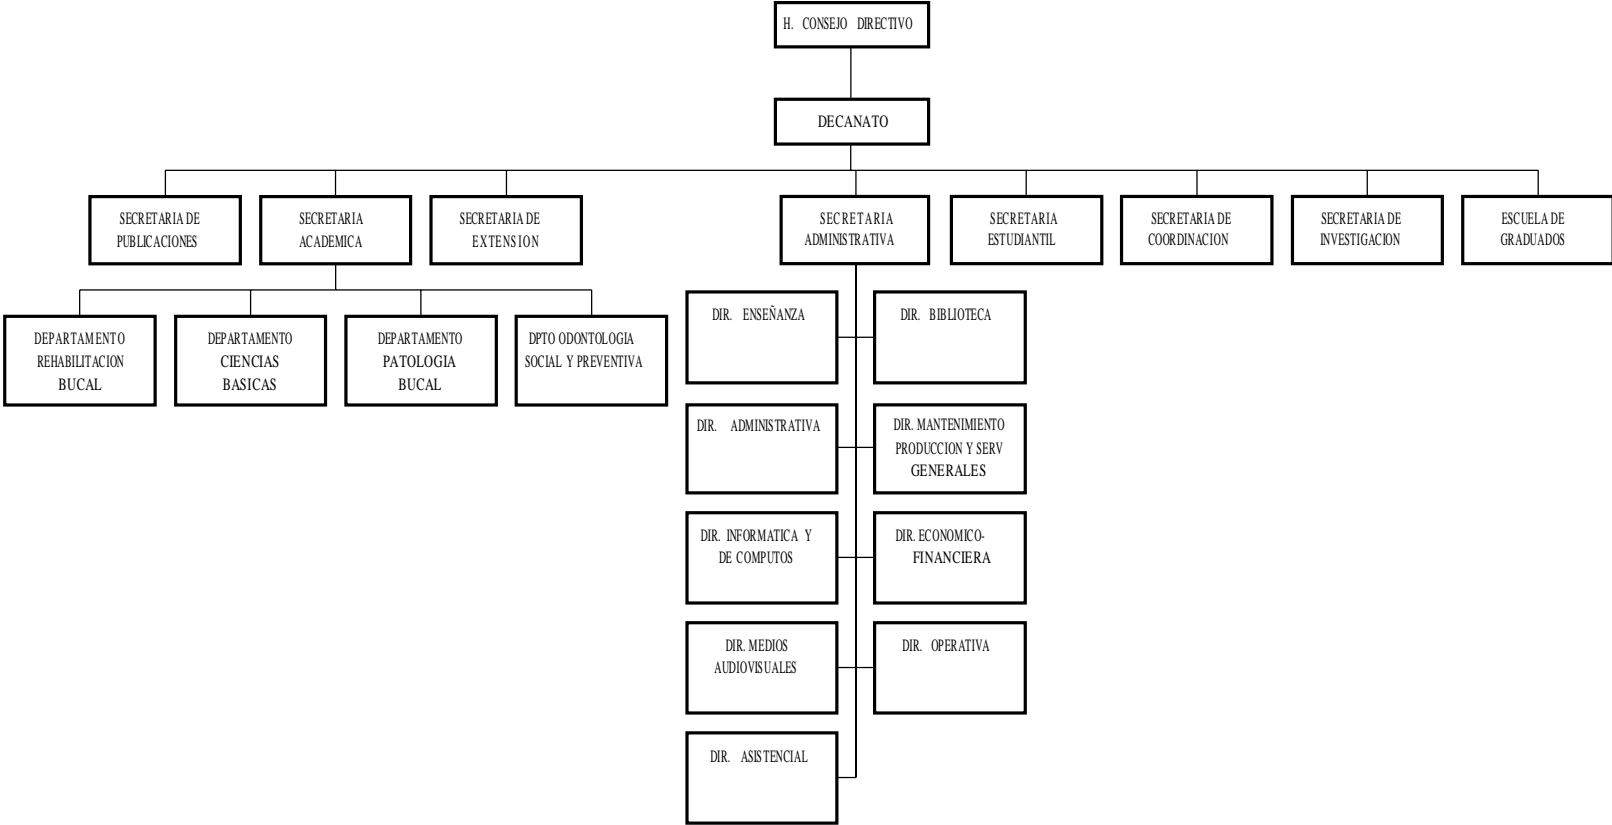 H. CONSEJO DIRECTIVO
DECANATO
SECRETARIA DE
PUBLICACIONES
SECRETARIA
ACADEMICA
SECRETARIA DE
EXTENSION
SECRETARIA
ADMINISTRATIVA
SECRETARIA
ESTUDIANTIL
SECRETARIA DE
COORDINACION
SECRETARIA DE
INVESTIGACION
ESCUELA DE
GRADUADOS
DEPARTAMENTO
REHABILITACION
BUCAL
DEPARTAMENTO
CIENCIAS
BASICAS
DEPARTAMENTO
PATOLOGIA
BUCAL
DPTO ODONTOLOGIA
SOCIAL Y PREVENTIVA
DIR. ENSEÑANZA
DIR. BIBLIOTECA
DIR. ADMINISTRATIVA
DIR. MANTENIMIENTO
PRODUCCION Y SERV
GENERALES
DIR. INFORMATICA Y
DE COMPUTOS
DIR. ECONOMICO-
FINANCIERA
DIR. MEDIOS
AUDIOVISUALES
DIR. OPERATIVA
DIR. ASISTENCIAL